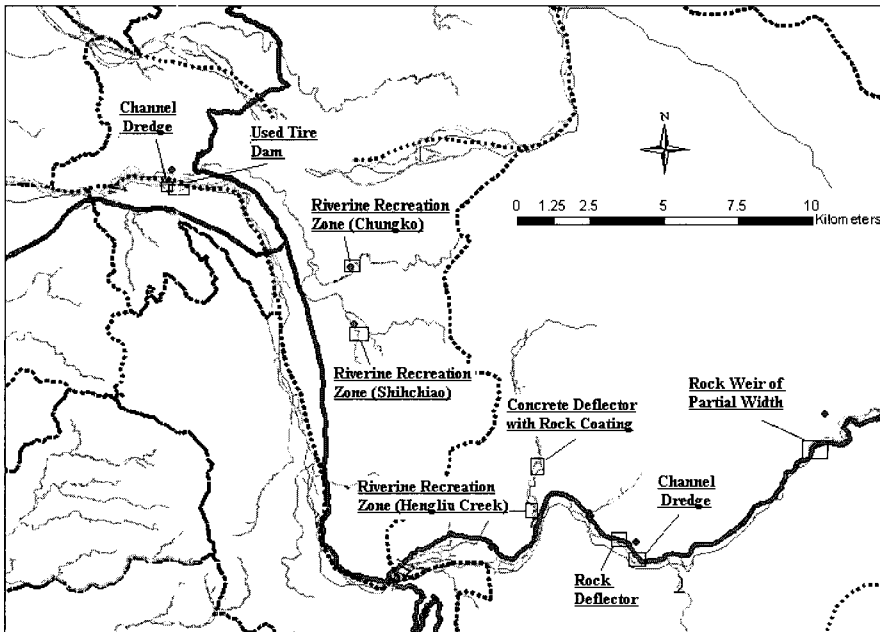 Channel
Dredge
Used Tire
Dam
N
0 1.25 2.5 5 7.5 10
Kilometers
Riverine Recreation
Zone (Chungko)
Riverine Recreation
Zone (Shihchiao)
Rock Weir of
Partial Width
Concrete Deflector
with Rock Coating
Riverine Recreation
Zone (Hengliu Creek)
Channel
Dredge
Rock
Deflector